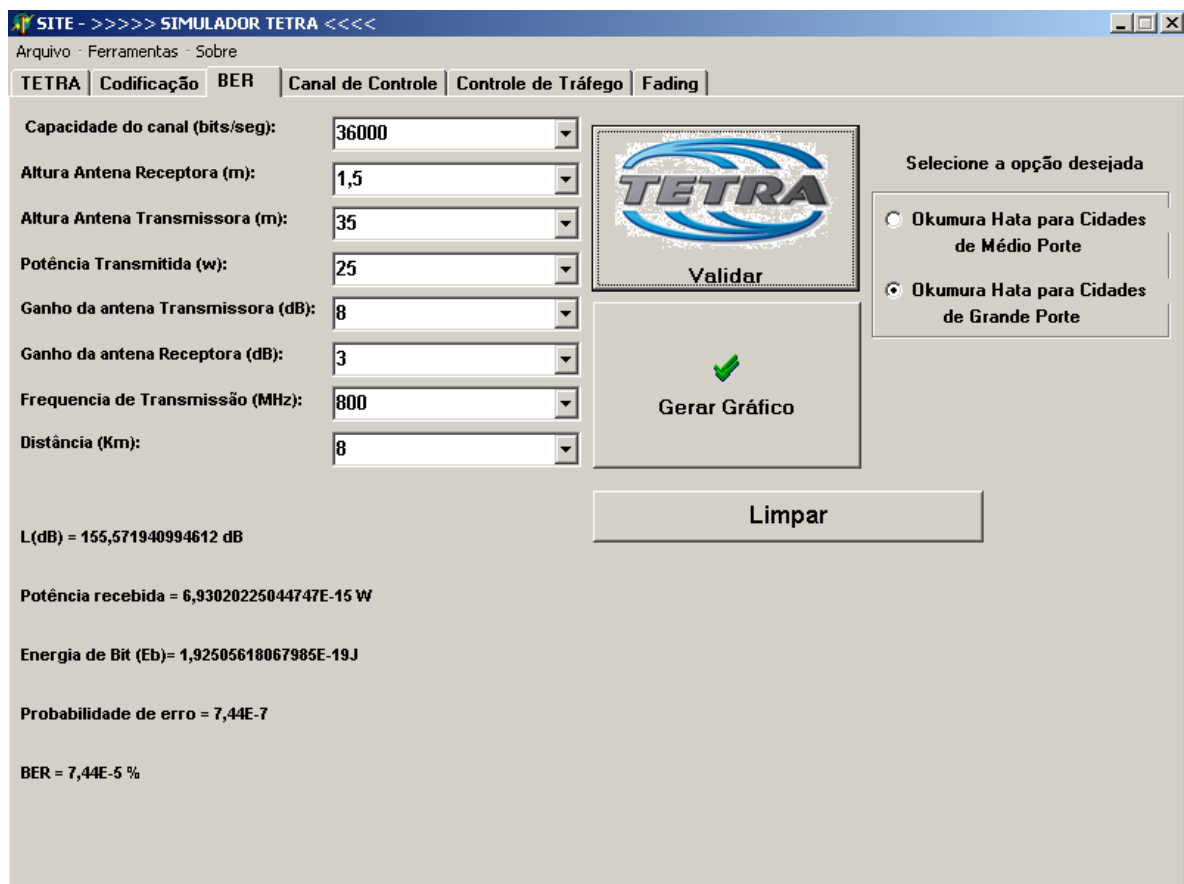 SITE - >>>>> SIMULADOR TETRA <<<<
Arquivo Ferramentas Sobre
TETRA Codificação BER Canal de Controle Controle de Tráfego Fading
Capacidade do canal (bits/seg): 36000
Altura Antena Receptora (m): 1,5
Altura Antena Transmissora (m): 35
Potência Transmitida (w): 25
Ganho da antena Transmissora (dB): 8
Ganho da antena Receptora (dB): 3
Frequencia de Transmissão (MHz): 800
Distância (Km): 8
TETRA
Validar
Gerar Gráfico
Limpar
Selecione a opção desejada
Okumura Hata para Cidades
de Médio Porte
Okumura Hata para Cidades
de Grande Porte
L(dB) = 155,571940994612 dB
Potência recebida = 6,93020225044747E-15 W
Energia de Bit (Eb)= 1,92505618067985E-19J
Probabilidade de erro = 7,44E-7
BER = 7,44E-5 %